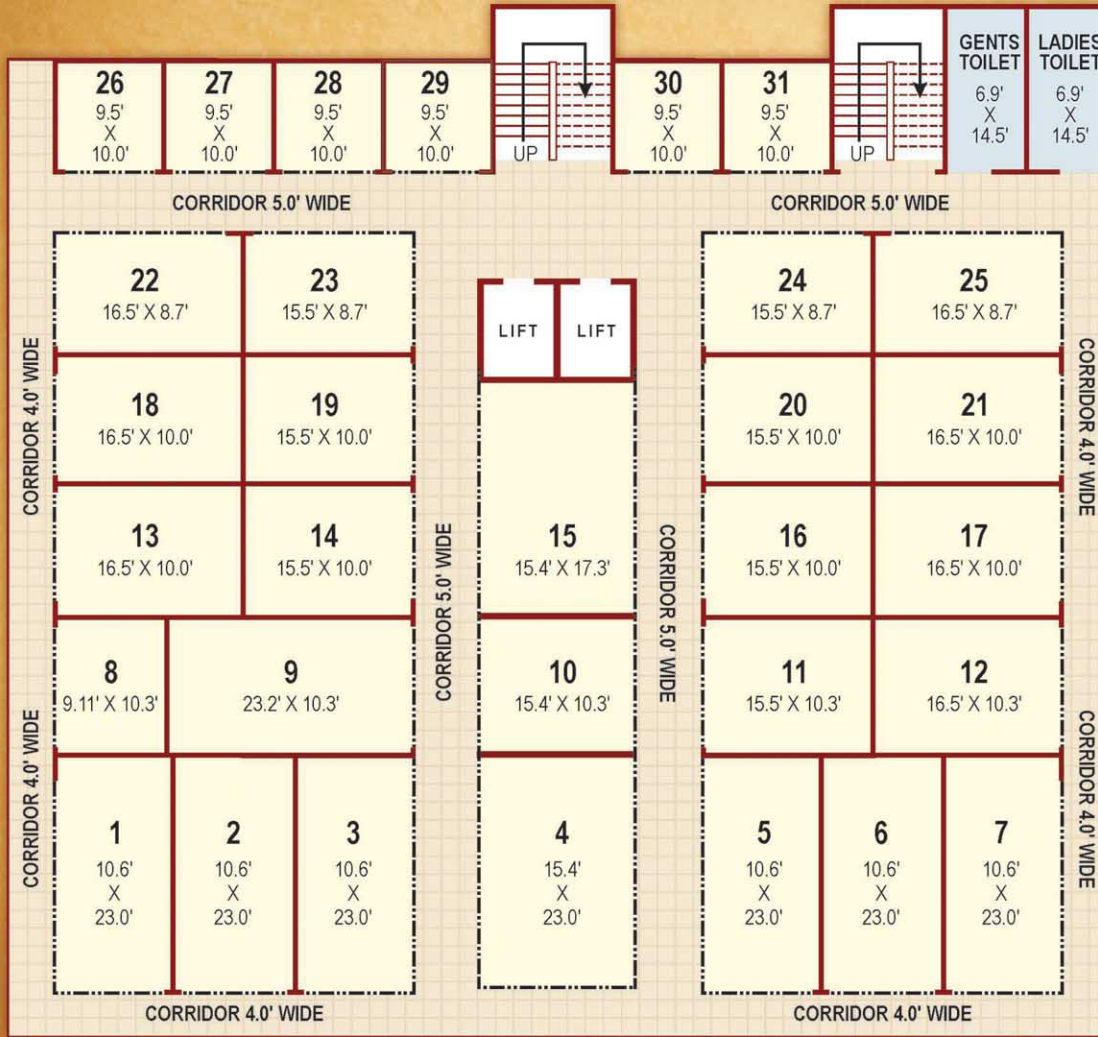 GENTS
TOILET
6.9'
X
14.5'
LADIES
TOILET
6.9'
X
14.5'
26
9.5'
X
10.0'
27
9.5'
X
10.0'
28
9.5'
X
10.0'
29
9.5'
X
10.0'
UP
30
9.5'
X
10.0'
31
9.5'
X
10.0'
UP
CORRIDOR 5.0' WIDE
CORRIDOR 5.0' WIDE
22
16.5' X 8.7'
23
15.5' X 8.7'
LIFT
LIFT
24
15.5' X 8.7'
25
16.5' X 8.7'
CORRIDOR 4.0' WIDE
18
16.5' X 10.0'
19
15.5' X 10.0'
20
15.5' X 10.0'
21
16.5' X 10.0'
CORRIDOR 4.0' WIDE
13
16.5' X 10.0'
14
15.5' X 10.0'
CORRIDOR 5.0' WIDE
15
15.4' X 17.3'
CORRIDOR 5.0' WIDE
16
15.5' X 10.0'
17
16.5' X 10.0'
CORRIDOR 4.0' WIDE
8
9.11' X 10.3'
9
23.2' X 10.3'
10
15.4' X 10.3'
11
15.5' X 10.3'
12
16.5' X 10.3'
CORRIDOR 4.0' WIDE
1
10.6'
X
23.0'
2
10.6'
X
23.0'
3
10.6'
X
23.0'
4
15.4'
X
23.0'
5
10.6'
X
23.0'
6
10.6'
X
23.0'
7
10.6'
X
23.0'
CORRIDOR 4.0' WIDE
CORRIDOR 4.0' WIDE